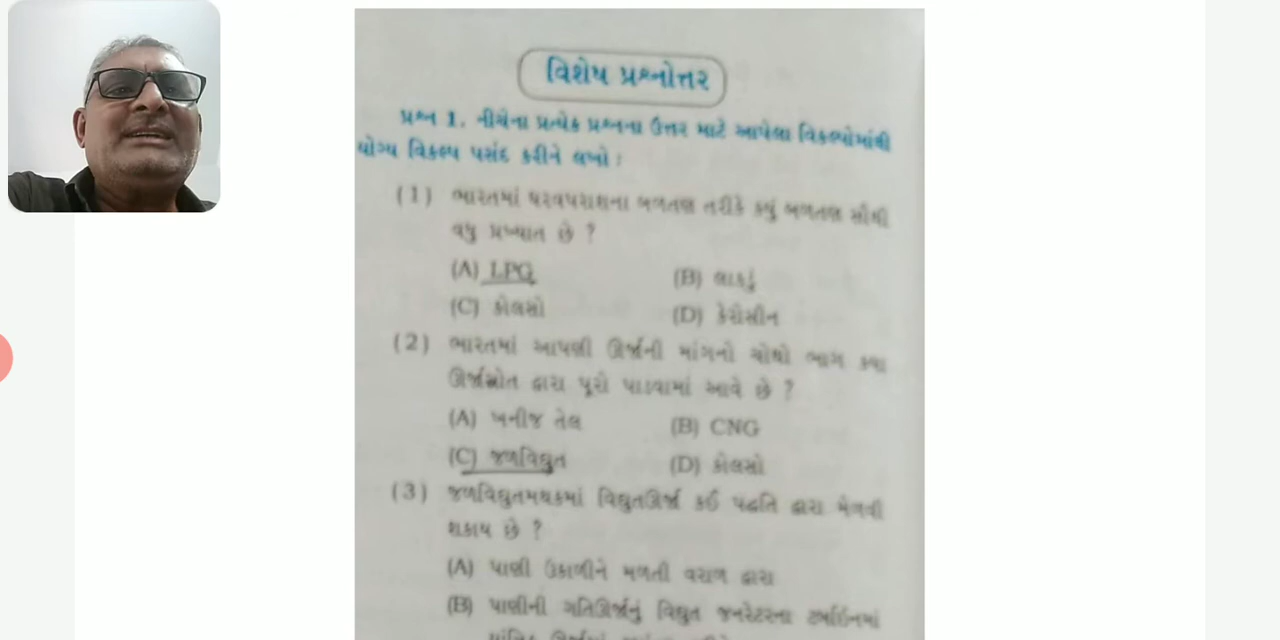 વિશેષ પ્રશ્નોત્તર
પ્રશ્ન 1. નીચેના પ્રત્યેક પ્રશ્નના ઉત્તર માટે આપેલા વિકલ્પોમાંથી
યોગ્ય વિકલ્પ પસંદ કરીને લખો :
(1) ભારતમાં ઘરવપરાશના બળતણ તરીકે કયું બળતણ સૌથી
વધુ પ્રખ્યાત છે ?
(A) LPG (B) લાકડું
(C) કોલસો (D) કેરોસીન
(2) ભારતમાં આપણી ઊર્જાની માંગનો ચોથો ભાગ કયા
ઊર્જાસ્રોત દ્વારા પૂરો પાડવામાં આવે છે ?
(A) ખનીજ તેલ (B) CNG
(C) જળવિદ્યુત (D) કોલસો
(3) જળવિદ્યુતમથકમાં વિદ્યુતઊર્જા કઈ પદ્ધતિ દ્વારા મેળવી
શકાય છે ?
(A) પાણી ઉકાળીને મળતી વરાળ દ્વારા
(B) પાણીની ગતિઊર્જાનું વિદ્યુત જનરેટરના ટર્બાઈનમાં